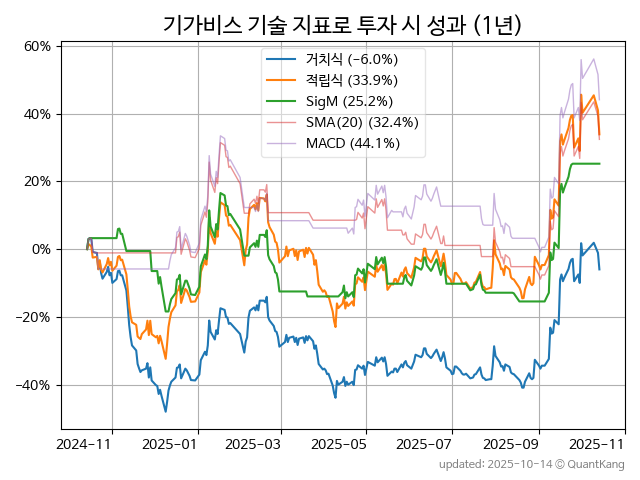 기가비스 기술 지표로 투자 시 성과 (1년)
거치식 (−6.0%)
적립식 (33.9%)
SigM (25.2%)
SMA(20) (32.4%)
MACD (44.1%)
60%
40%
20%
0%
−20%
−40%
2024−11 2025−01 2025−03 2025−05 2025−07 2025−09 2025−11
updated: 2025-10-14 © QuantKang